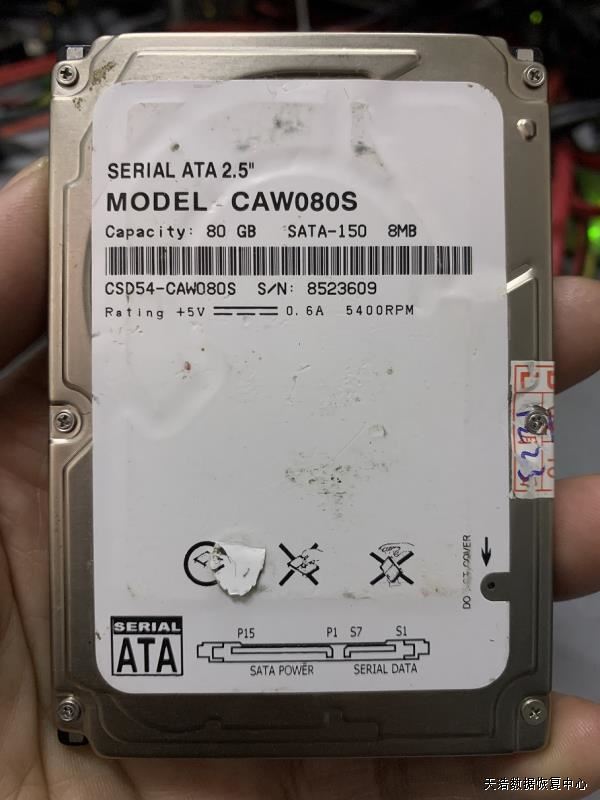 SERIAL ATA 2.5"
MODEL CAW080S
Capacity: 80 GB SATA-150 8MB
CSD54-CAW080S S/N: 8523609
Rating +5V 0.6A 5400RPM
DO NOT COVER
SERIAL
ATA
P15 P1 S7 S1
SATA POWER SERIAL DATA
天浩数据恢复中心